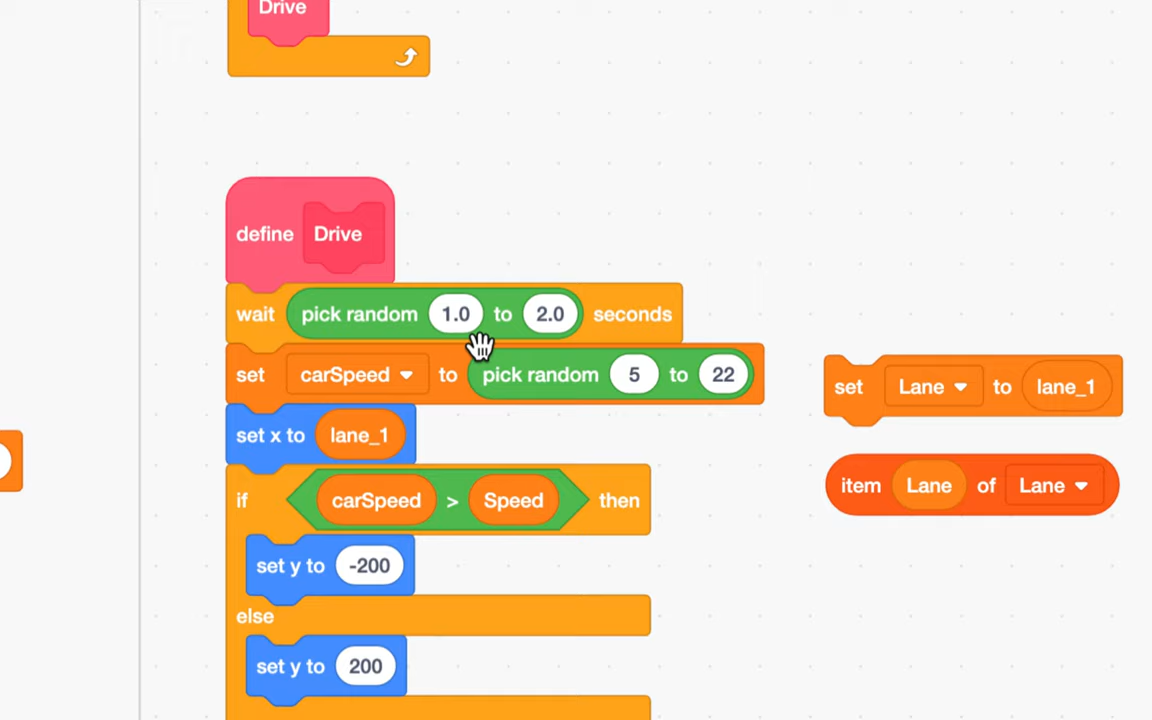 Drive
define Drive
wait pick random 1.0 to 2.0 seconds
set carSpeed to pick random 5 to 22
set x to lane_1
if carSpeed > Speed then
set y to -200
else
set y to 200
set Lane to lane_1
item Lane of Lane